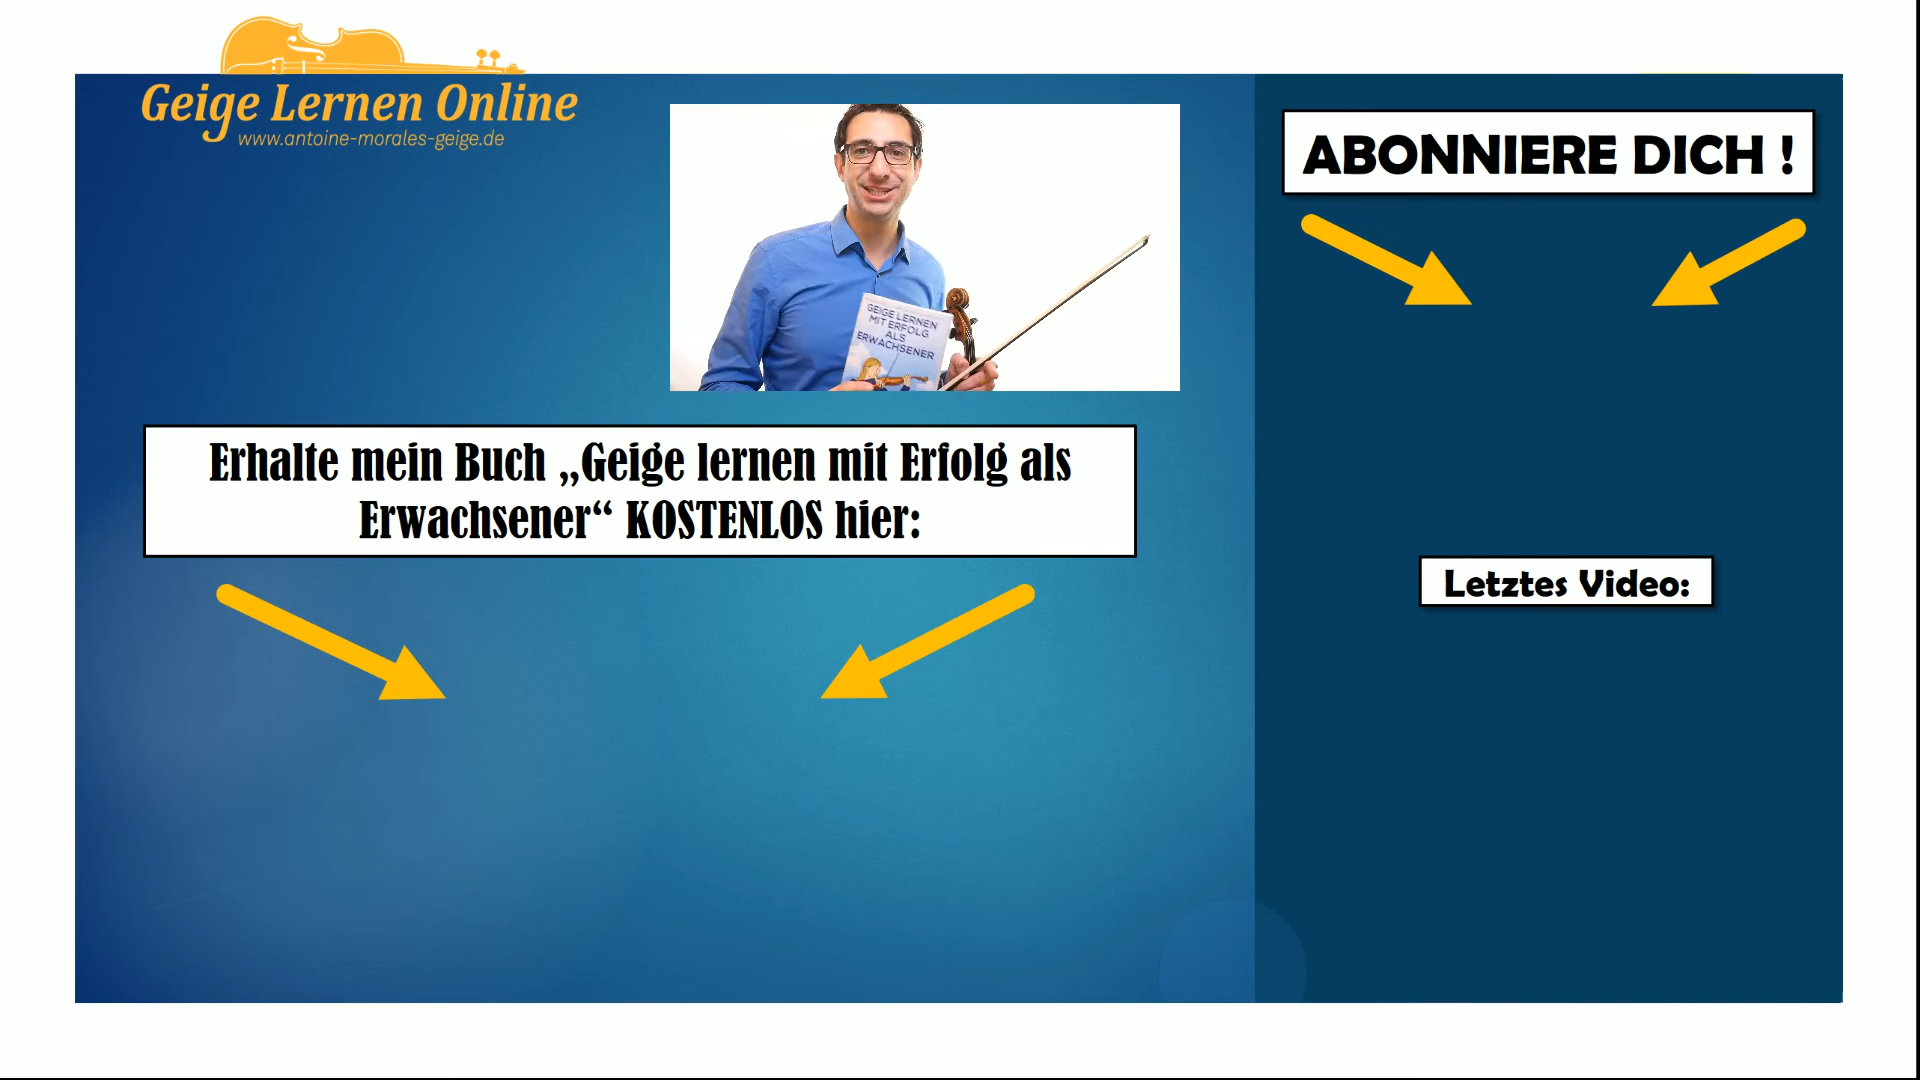 Geige Lernen Online
www.antoine-morales-geige.de
GEIGE LERNEN
MIT ERFOLG
ALS
ERWACHSENER
ABONNIERE DICH !
Erhalte mein Buch „Geige lernen mit Erfolg als
Erwachsener“ KOSTENLOS hier:
Letztes Video: